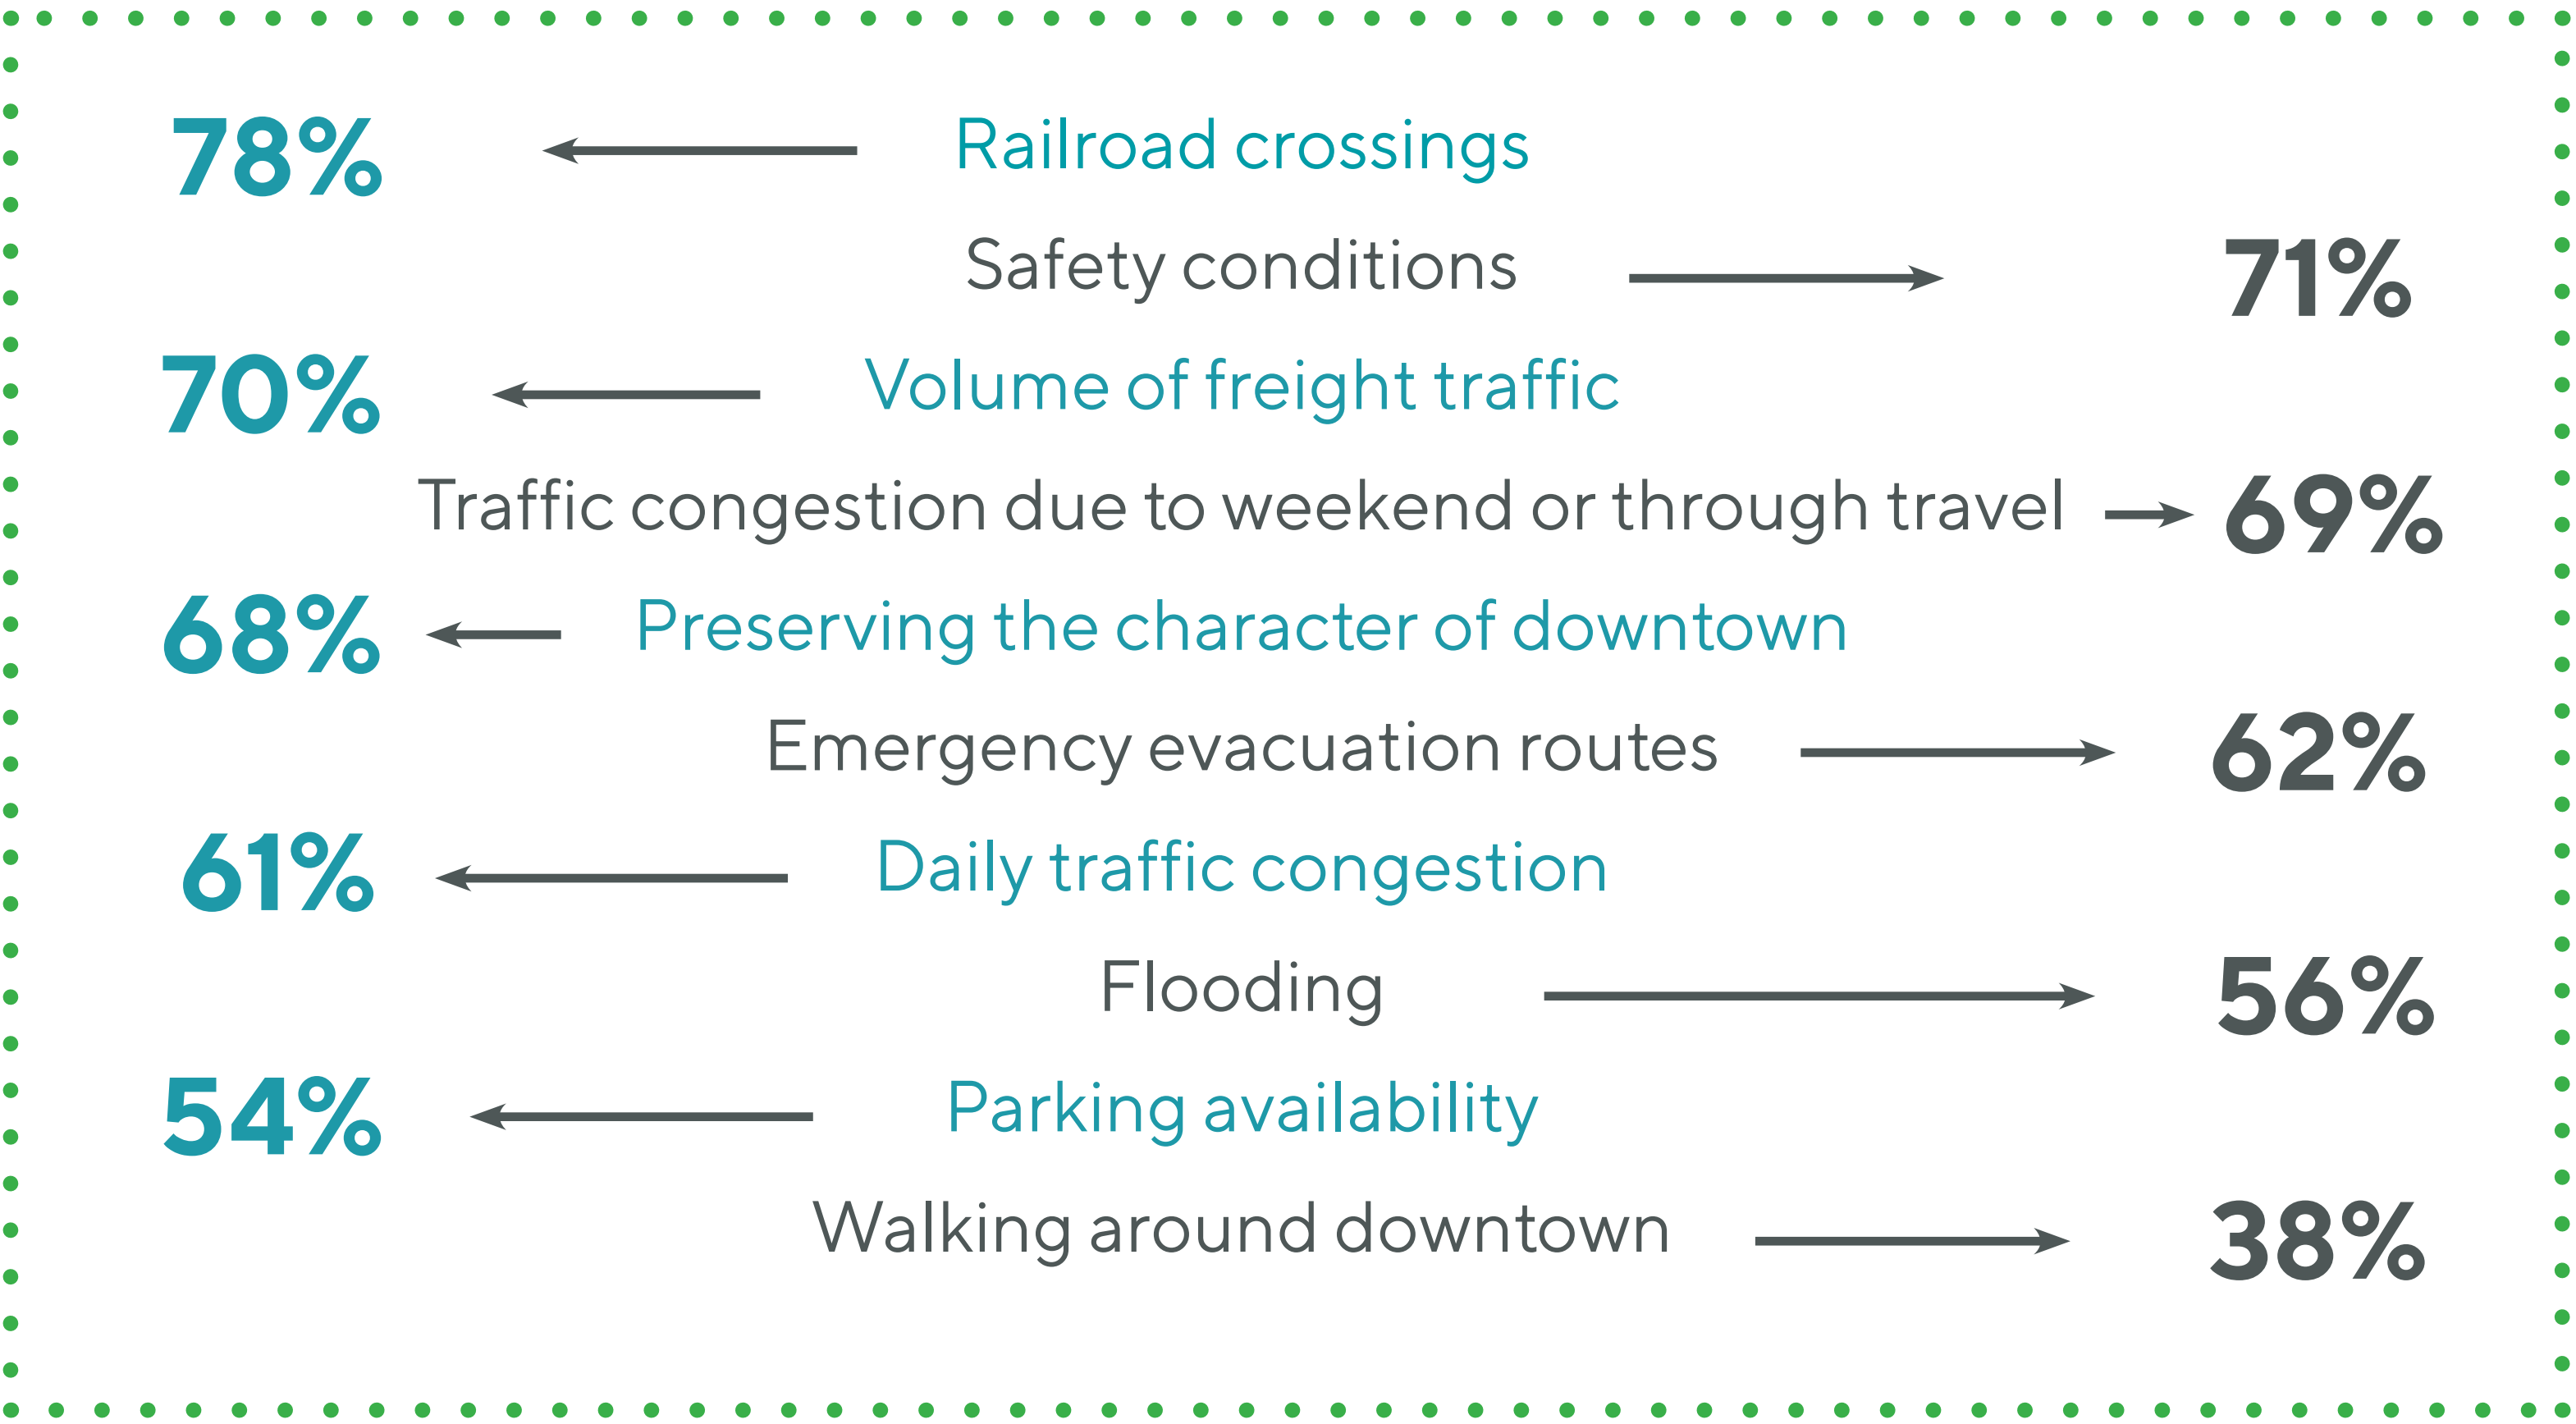 78% Railroad crossings
Safety conditions 71%
70% Volume of freight traffic
Traffic congestion due to weekend or through travel 69%
68% Preserving the character of downtown
Emergency evacuation routes 62%
61% Daily traffic congestion
Flooding 56%
54% Parking availability
Walking around downtown 38%